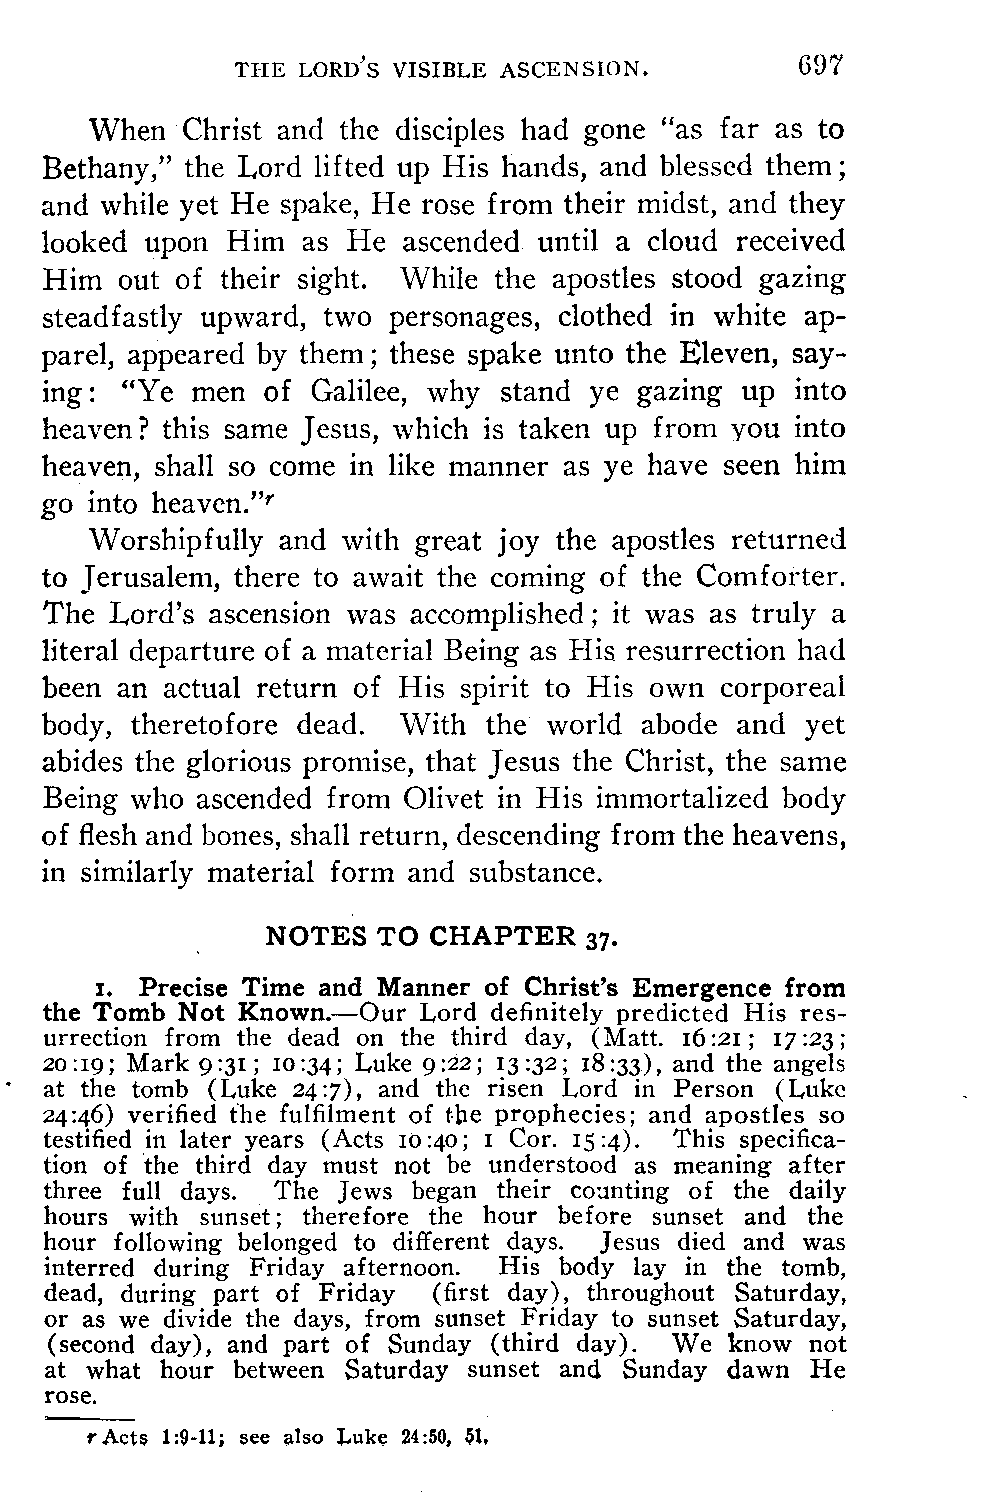 THE LORD'S VISIBLE ASCENSION. 697
When Christ and the disciples had gone "as far as to
Bethany," the Lord lifted up His hands, and blessed them;
and while yet He spake, He rose from their midst, and they
looked upon Him as He ascended until a cloud received
Him out of their sight. While the apostles stood gazing
steadfastly upward, two personages, clothed in white ap-
parel, appeared by them; these spake unto the Eleven, say-
ing: "Ye men of Galilee, why stand ye gazing up into
heaven? this same Jesus, which is taken up from you into
heaven, shall so come in like manner as ye have seen him
go into heaven."r
Worshipfully and with great joy the apostles returned
to Jerusalem, there to await the coming of the Comforter.
The Lord's ascension was accomplished; it was as truly a
literal departure of a material Being as His resurrection had
been an actual return of His spirit to His own corporeal
body, theretofore dead. With the world abode and yet
abides the glorious promise, that Jesus the Christ, the same
Being who ascended from Olivet in His immortalized body
of flesh and bones, shall return, descending from the heavens,
in similarly material form and substance.
NOTES TO CHAPTER 37.
1. Precise Time and Manner of Christ's Emergence from
the Tomb Not Known.—Our Lord definitely predicted His res-
urrection from the dead on the third day, (Matt. 16:21; 17:23;
20:19; Mark 9:31; 10:34; Luke 9:22; 13:32; 18:33), and the angels
at the tomb (Luke 24:7), and the risen Lord in Person (Luke
24:46) verified the fulfilment of the prophecies; and apostles so
testified in later years (Acts 10:40; 1 Cor. 15:4). This specifica-
tion of the third day must not be understood as meaning after
three full days. The Jews began their counting of the daily
hours with sunset; therefore the hour before sunset and the
hour following belonged to different days. Jesus died and was
interred during Friday afternoon. His body lay in the tomb,
dead, during part of Friday (first day), throughout Saturday,
or as we divide the days, from sunset Friday to sunset Saturday,
(second day), and part of Sunday (third day). We know not
at what hour between Saturday sunset and Sunday dawn He
rose.
r Acts 1:9-11; see also Luke 24:50, 51.